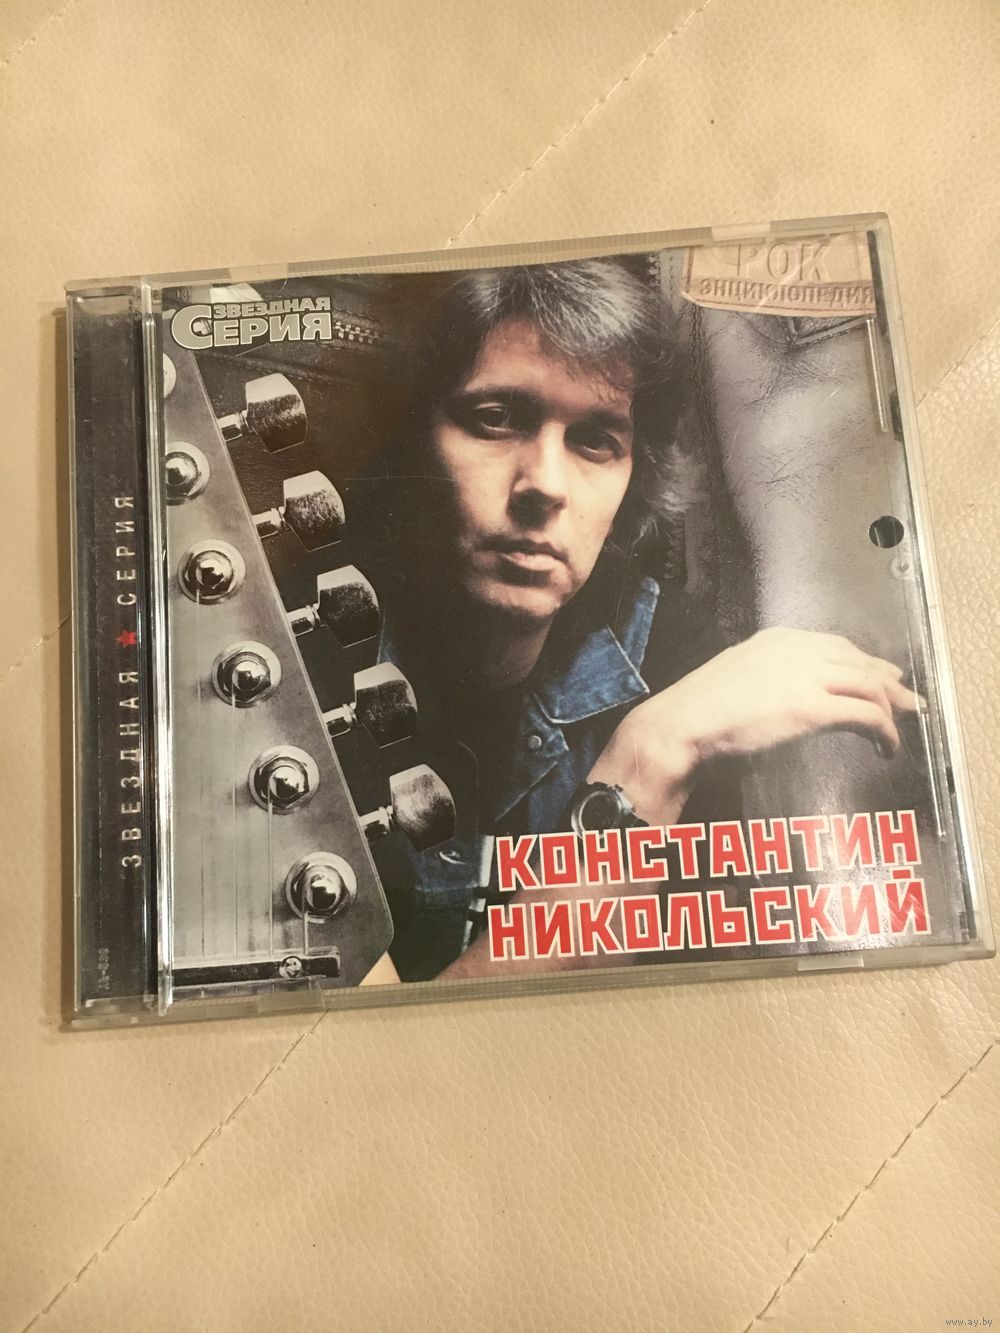 ЗВЕЗДНАЯ
СЕРИЯ
РОК
ЭНЦИКЛОПЕДИЯ
ЗВЕЗДНАЯ ★ СЕРИЯ
КОНСТАНТИН
НИКОЛЬСКИЙ
www.ay.by